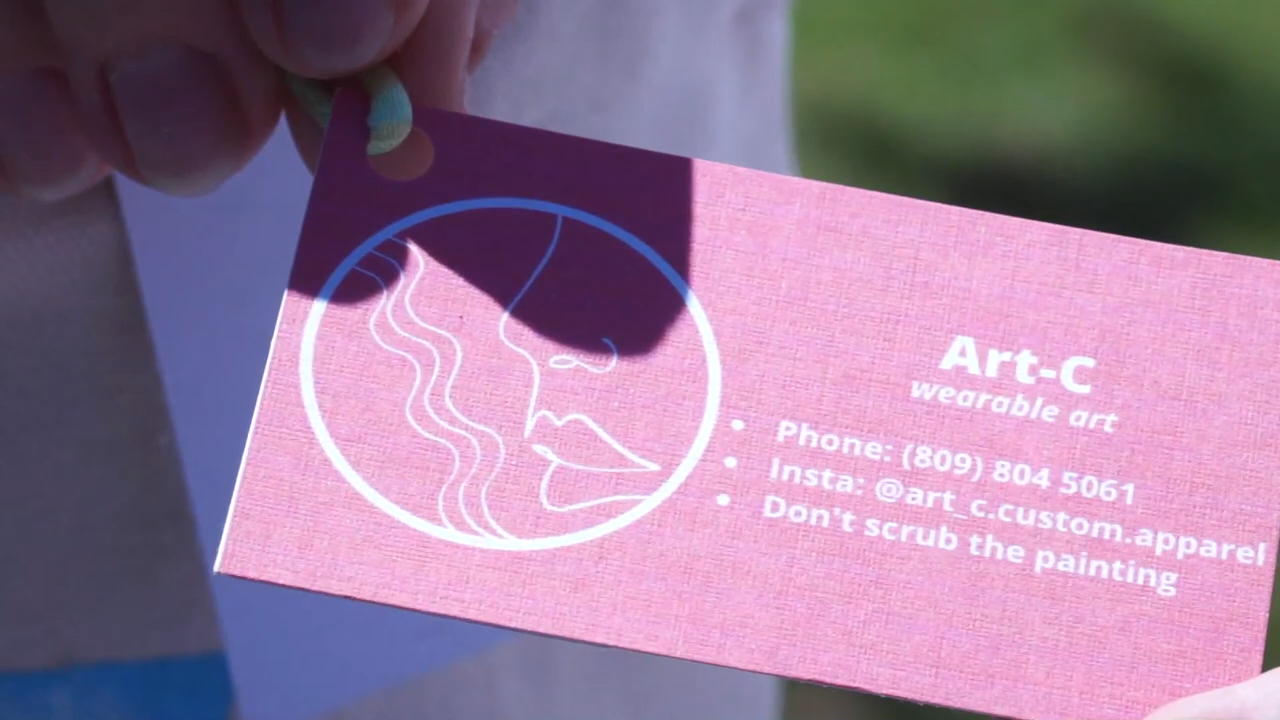 Art-C
wearable art
• Phone: (809) 804 5061
• Insta: @art_c.custom.apparel
• Don't scrub the painting